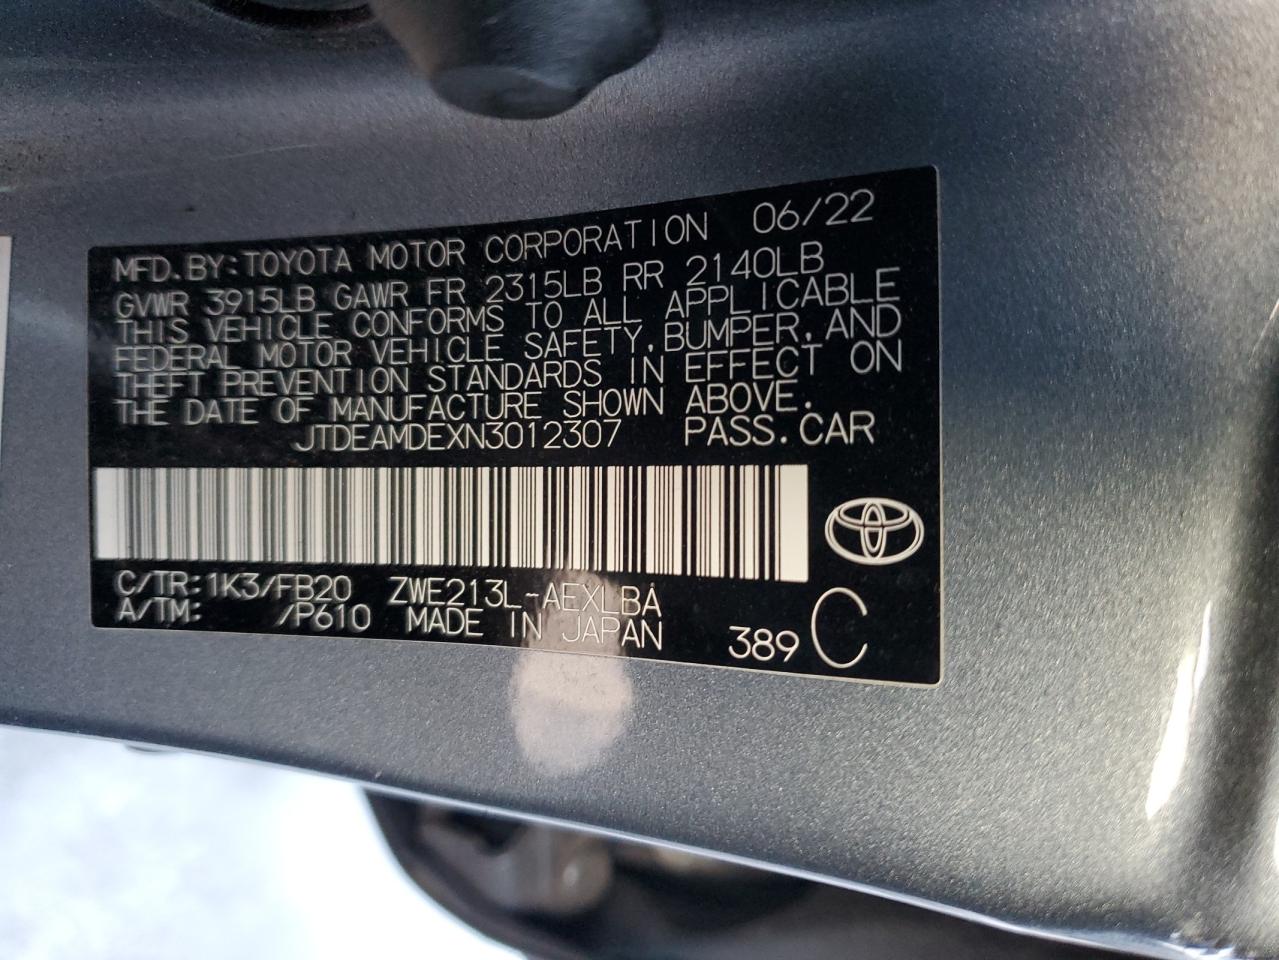 MFD.BY:TOYOTA MOTOR CORPORATION 06/22
GVWR 3915LB GAWR FR 2315LB RR 2140LB
THIS VEHICLE CONFORMS TO ALL APPLICABLE
FEDERAL MOTOR VEHICLE SAFETY, BUMPER, AND
THEFT PREVENTION STANDARDS IN EFFECT ON
THE DATE OF MANUFACTURE SHOWN ABOVE.
JTDEAMDEXN3012307 PASS.CAR
C/TR:1K3/FB20 ZWE213L-AEXLBA
A/TM: /P610 MADE IN JAPAN 389 C